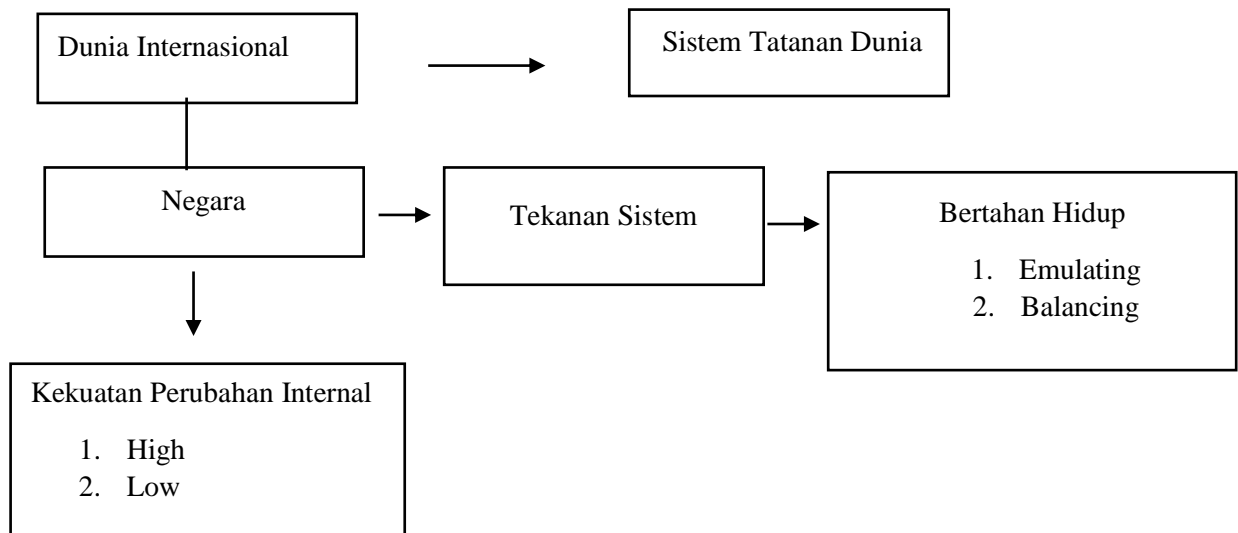 Dunia Internasional
Sistem Tatanan Dunia
Negara
Tekanan Sistem
Bertahan Hidup
1. Emulating
2. Balancing
Kekuatan Perubahan Internal
1. High
2. Low